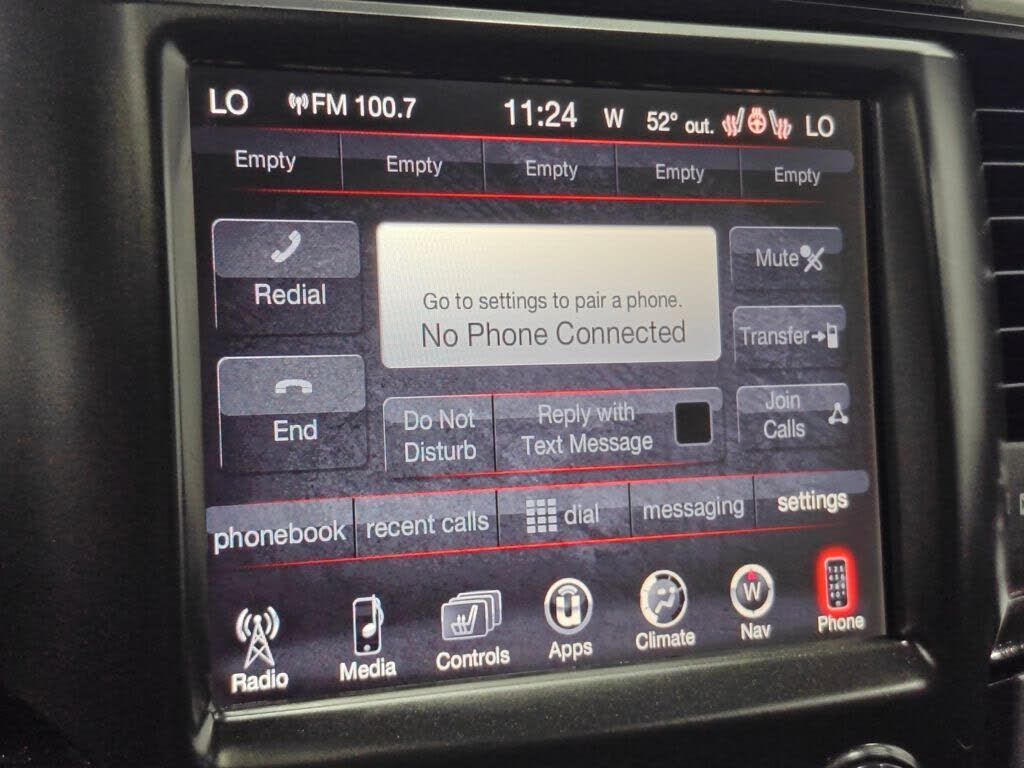 LO FM 100.7 11:24 W 52° out. LO
Empty Empty Empty Empty Empty
Redial
Go to settings to pair a phone.
No Phone Connected
Mute
Transfer
End
Do Not
Disturb
Reply with
Text Message
Join
Calls
phonebook recent calls dial messaging settings
Radio Media Controls Apps Climate W Nav Phone